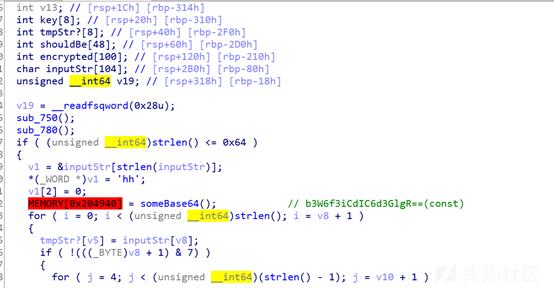 int v13; // [rsp+1Ch] [rbp-314h]
int key[8]; // [rsp+20h] [rbp-310h]
int tmpStr?[8]; // [rsp+40h] [rbp-2F0h]
int shouldBe[48]; // [rsp+60h] [rbp-2D0h]
int encrypted[100]; // [rsp+120h] [rbp-210h]
char inputStr[104]; // [rsp+2B0h] [rbp-80h]
unsigned __int64 v19; // [rsp+318h] [rbp-18h]
v19 = __readfsqword(0x28u);
sub_750();
sub_780();
if ( (unsigned __int64)strlen() <= 0x64 )
{
v1 = &inputStr[strlen(inputStr)];
*(_WORD *)v1 = 'hh';
v1[2] = 0;
MEMORY[0x204940] = someBase64(); // b3W6f3iCdIC6d3GlgR==(const)
for ( i = 0; i < (unsigned __int64)strlen(); i = v8 + 1 )
{
tmpStr?[v5] = inputStr[v8];
if ( !(((_BYTE)v8 + 1) & 7) )
{
for ( j = 4; j < (unsigned __int64)(strlen() - 1); j = v10 + 1 )
先知社区